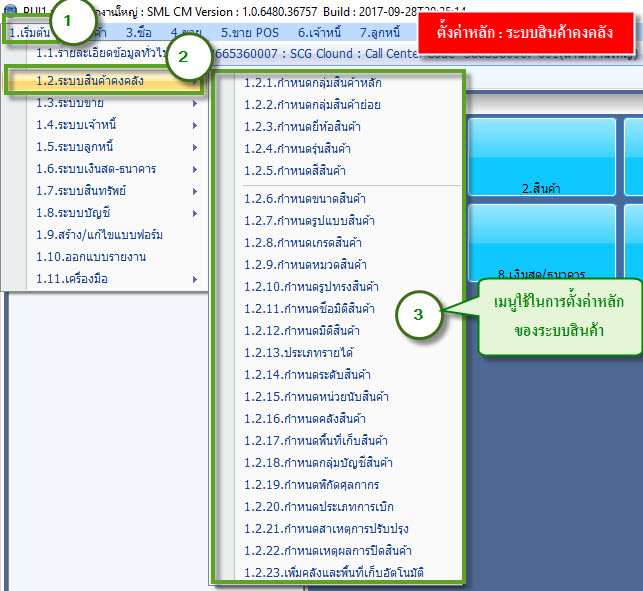 : SML CM Version : 1.0.6480.36757 Build : 2017-09-28T20:25:14
ตั้งค่าหลัก : ระบบสินค้าคงคลัง
1
1.เริ่มต้น 3.ซื้อ 4.ขาย 5.ขาย POS 6.เจ้าหนี้ 7.ลูกหนี้
2
1.1.รายละเอียดข้อมูลทั่วไป
665360007 : SCG Clound : Call Center
1.2.ระบบสินค้าคงคลัง
1.3.ระบบขาย
1.4.ระบบเจ้าหนี้
1.5.ระบบลูกหนี้
1.6.ระบบเงินสด-ธนาคาร
1.7.ระบบสินทรัพย์
1.8.ระบบบัญชี
1.9.สร้าง/แก้ไขแบบฟอร์ม
1.10.ออกแบบรายงาน
1.11.เครื่องมือ
1.2.1.กำหนดกลุ่มสินค้าหลัก
1.2.2.กำหนดกลุ่มสินค้าย่อย
1.2.3.กำหนดยี่ห้อสินค้า
1.2.4.กำหนดรุ่นสินค้า
1.2.5.กำหนดสีสินค้า
1.2.6.กำหนดขนาดสินค้า
1.2.7.กำหนดรูปแบบสินค้า
1.2.8.กำหนดเกรดสินค้า
1.2.9.กำหนดหมวดสินค้า
1.2.10.กำหนดรูปทรงสินค้า
1.2.11.กำหนดชื่อมิติสินค้า
1.2.12.กำหนดมิติสินค้า
1.2.13.ประเภทรายได้
1.2.14.กำหนดระดับสินค้า
1.2.15.กำหนดหน่วยนับสินค้า
1.2.16.กำหนดคลังสินค้า
1.2.17.กำหนดพื้นที่เก็บสินค้า
1.2.18.กำหนดกลุ่มบัญชีสินค้า
1.2.19.กำหนดพิกัดศุลกากร
1.2.20.กำหนดประเภทการเบิก
1.2.21.กำหนดสาเหตุการปรับปรุง
1.2.22.กำหนดเหตุผลการปิดสินค้า
1.2.23.เพิ่มคลังและพื้นที่เก็บอัตโนมัติ
2.สินค้า
8.เงินสด/ธนาคาร
3
เมนูใช้ในการตั้งค่าหลัก
ของระบบสินค้า